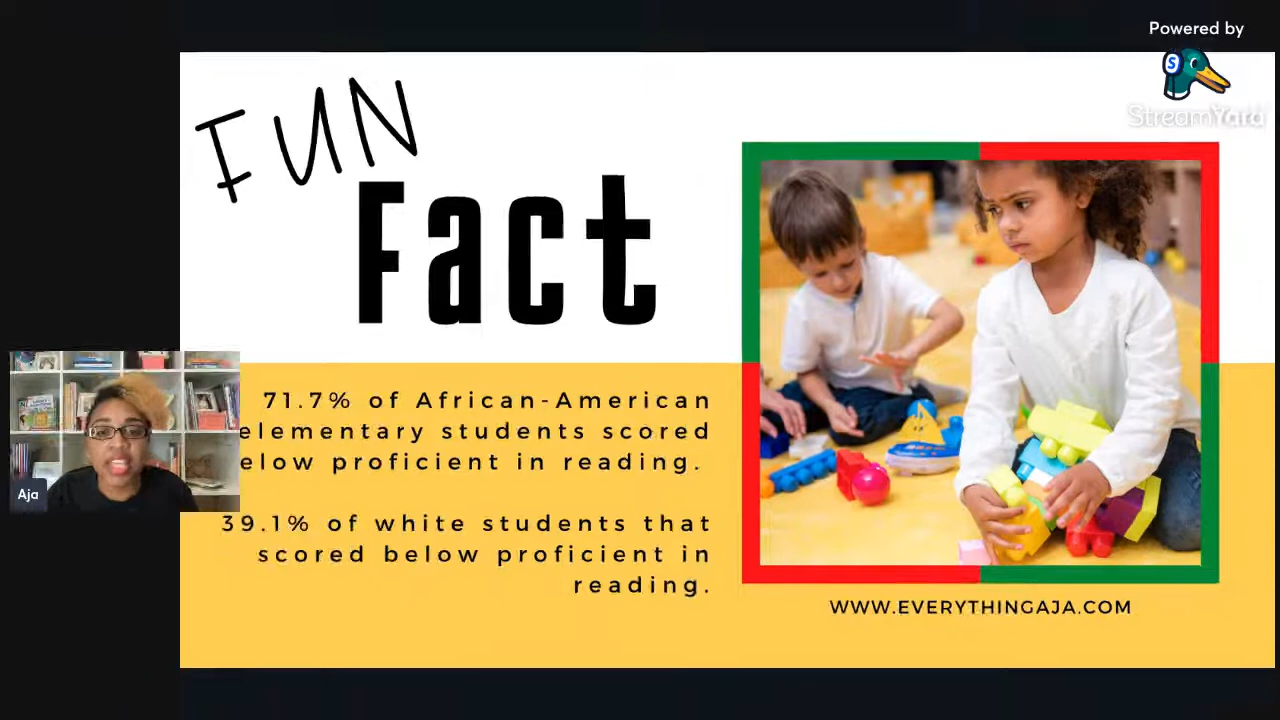 Powered by
StreamYard
FUN
Fact
71.7% of African-American
elementary students scored
elow proficient in reading.
39.1% of white students that
scored below proficient in
reading.
Aja
WWW.EVERYTHINGAJA.COM